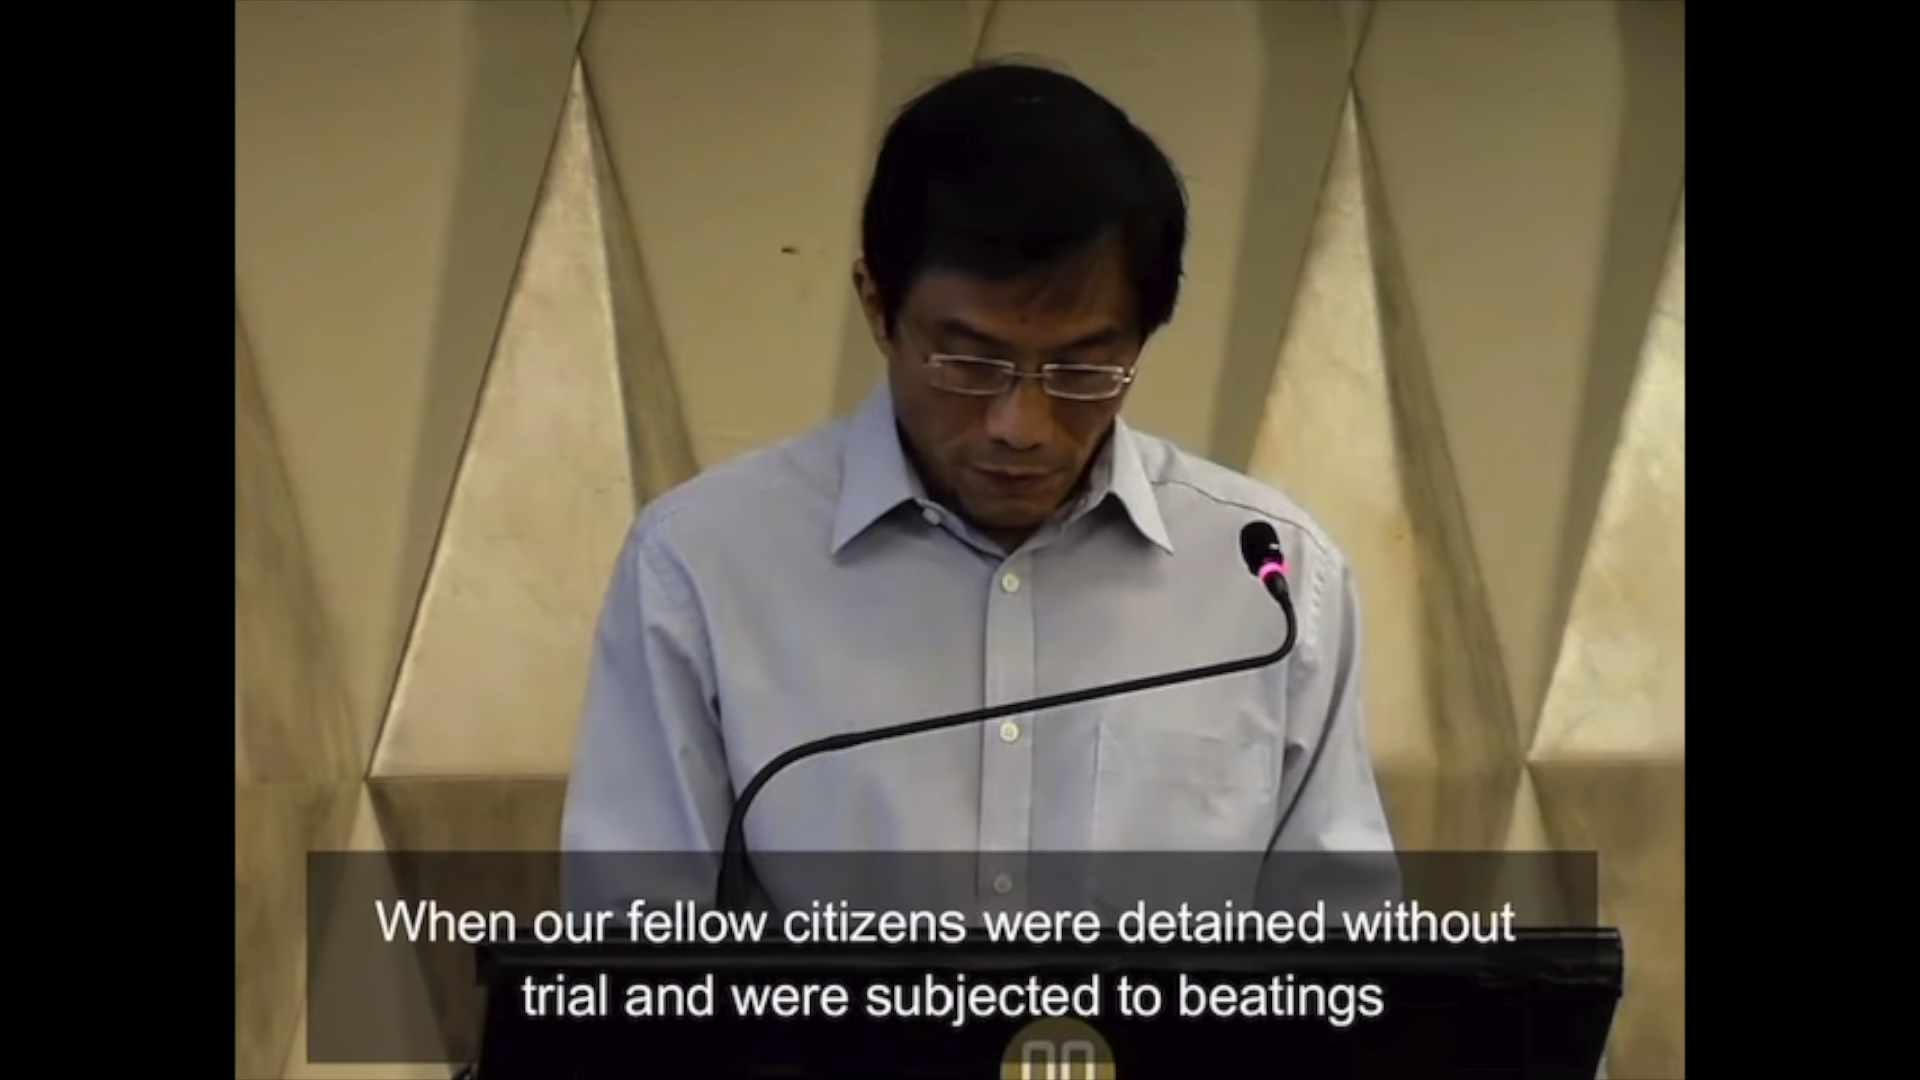 When our fellow citizens were detained without
trial and were subjected to beatings